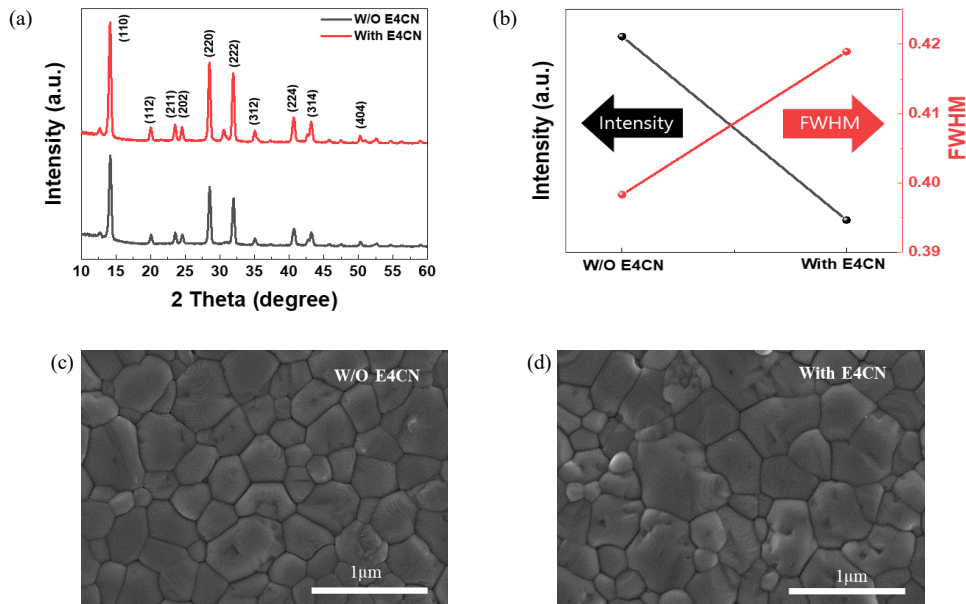 (a)
W/O E4CN
With E4CN
(110)
(112)
(211)
(202)
(220)
(222)
(312)
(224)
(314)
(404)
Intensity (a.u.)
10 15 20 25 30 35 40 45 50 55 60
2 Theta (degree)
(b)
Intensity (a.u.)
Intensity
FWHM
0.42
0.41
0.40
0.39
FWHM
W/O E4CN With E4CN
(c)
W/O E4CN
1μm
(d)
With E4CN
1μm